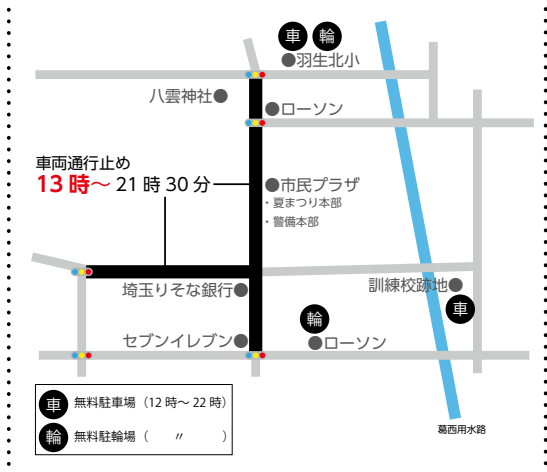 車 輪
●羽生北小
八雲神社●
●ローソン
車両通行止め
13時～21時30分
●市民プラザ
・夏まつり本部
・警備本部
埼玉りそな銀行●
訓練校跡地●
車
輪
セブンイレブン●
●ローソン
車 無料駐車場（12時～22時）
輪 無料駐輪場（　〃　）
葛西用水路